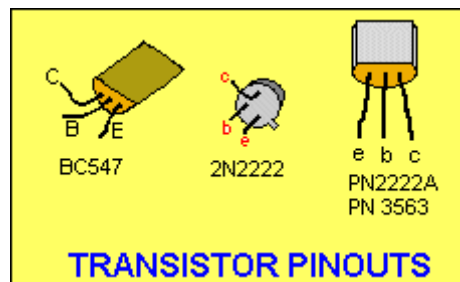 C
B
E
BC547
c
b
e
2N2222
e b c
PN2222A
PN 3563
TRANSISTOR PINOUTS